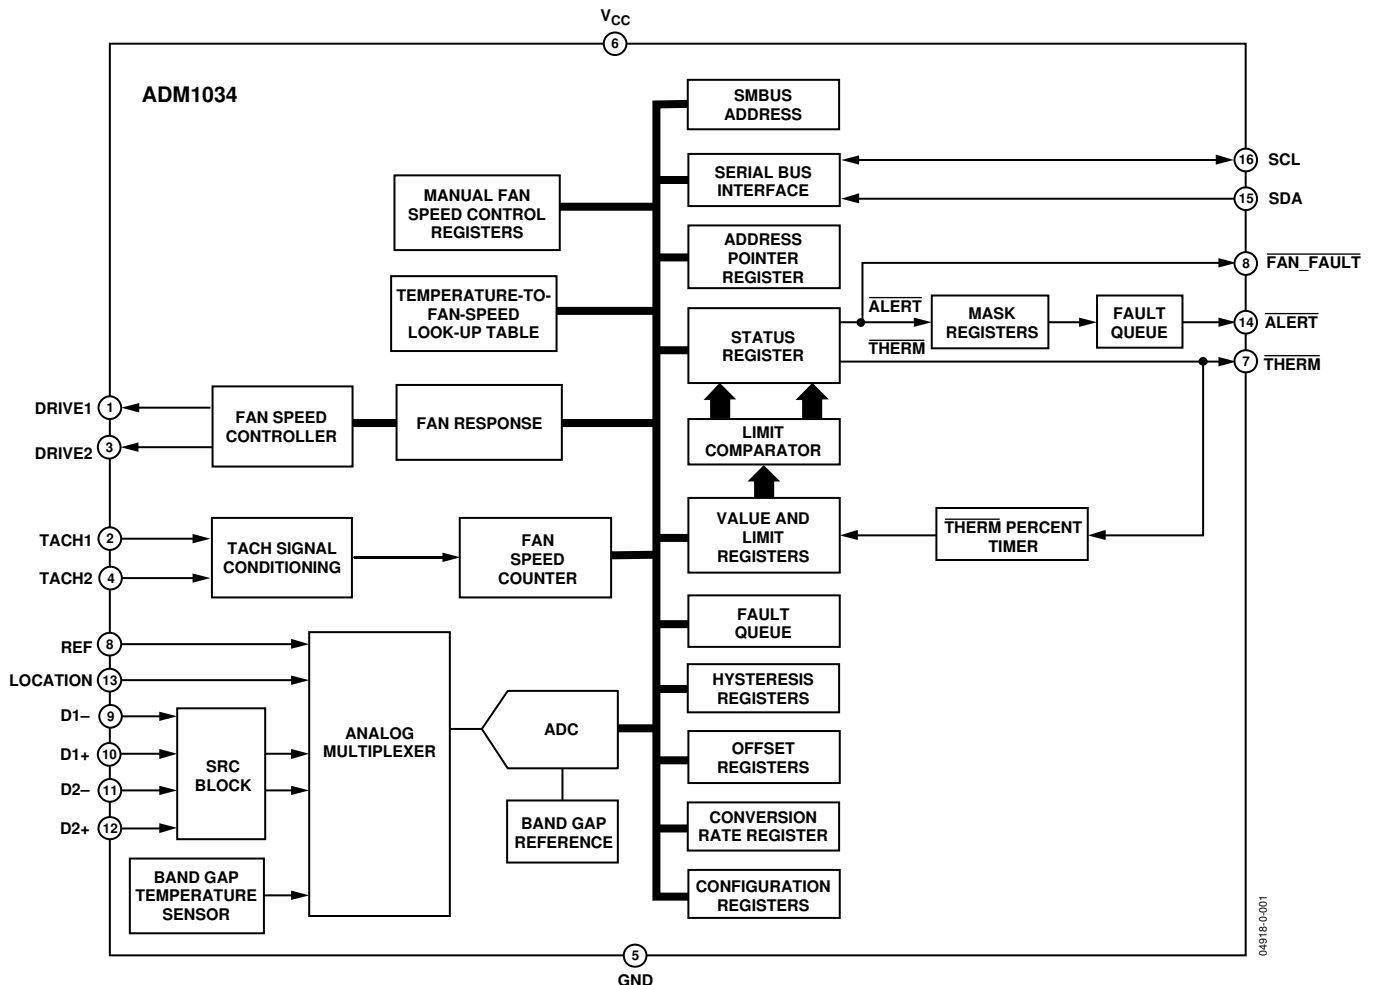 VCC
6
ADM1034
SMBUS
ADDRESS
SERIAL BUS
INTERFACE
16 SCL
15 SDA
MANUAL FAN
SPEED CONTROL
REGISTERS
ADDRESS
POINTER
REGISTER
8 FAN_FAULT
TEMPERATURE-TO-
FAN-SPEED
LOOK-UP TABLE
STATUS
REGISTER
ALERT
THERM
MASK
REGISTERS
FAULT
QUEUE
14 ALERT
7 THERM
DRIVE1 1
DRIVE2 3
FAN SPEED
CONTROLLER
FAN RESPONSE
LIMIT
COMPARATOR
TACH1 2
TACH2 4
TACH SIGNAL
CONDITIONING
FAN
SPEED
COUNTER
VALUE AND
LIMIT
REGISTERS
THERM PERCENT
TIMER
FAULT
QUEUE
REF 8
LOCATION 13
D1– 9
D1+ 10
D2– 11
D2+ 12
SRC
BLOCK
ANALOG
MULTIPLEXER
ADC
HYSTERESIS
REGISTERS
OFFSET
REGISTERS
BAND GAP
REFERENCE
CONVERSION
RATE REGISTER
BAND GAP
TEMPERATURE
SENSOR
CONFIGURATION
REGISTERS
5
GND
04918-0-001